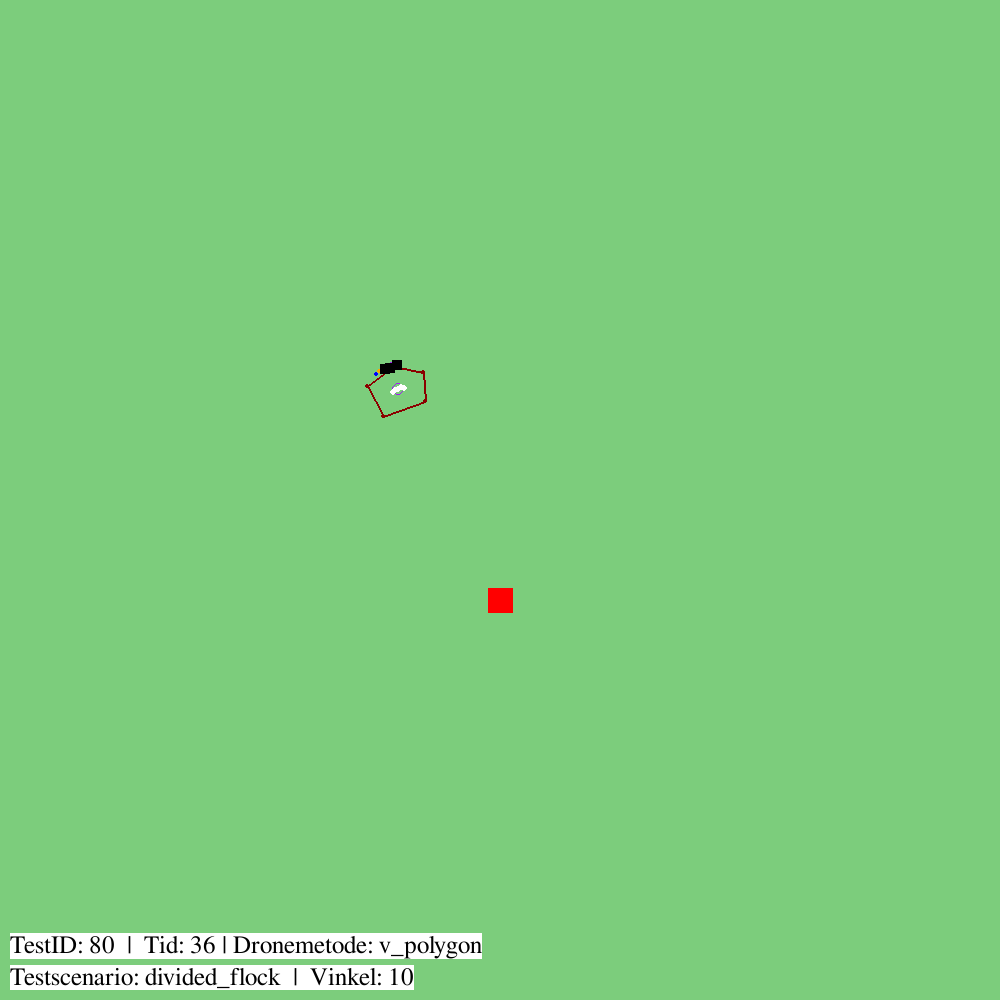 TestID: 80 | Tid: 36 | Dronemetode: v_polygon
Testscenario: divided_flock | Vinkel: 10